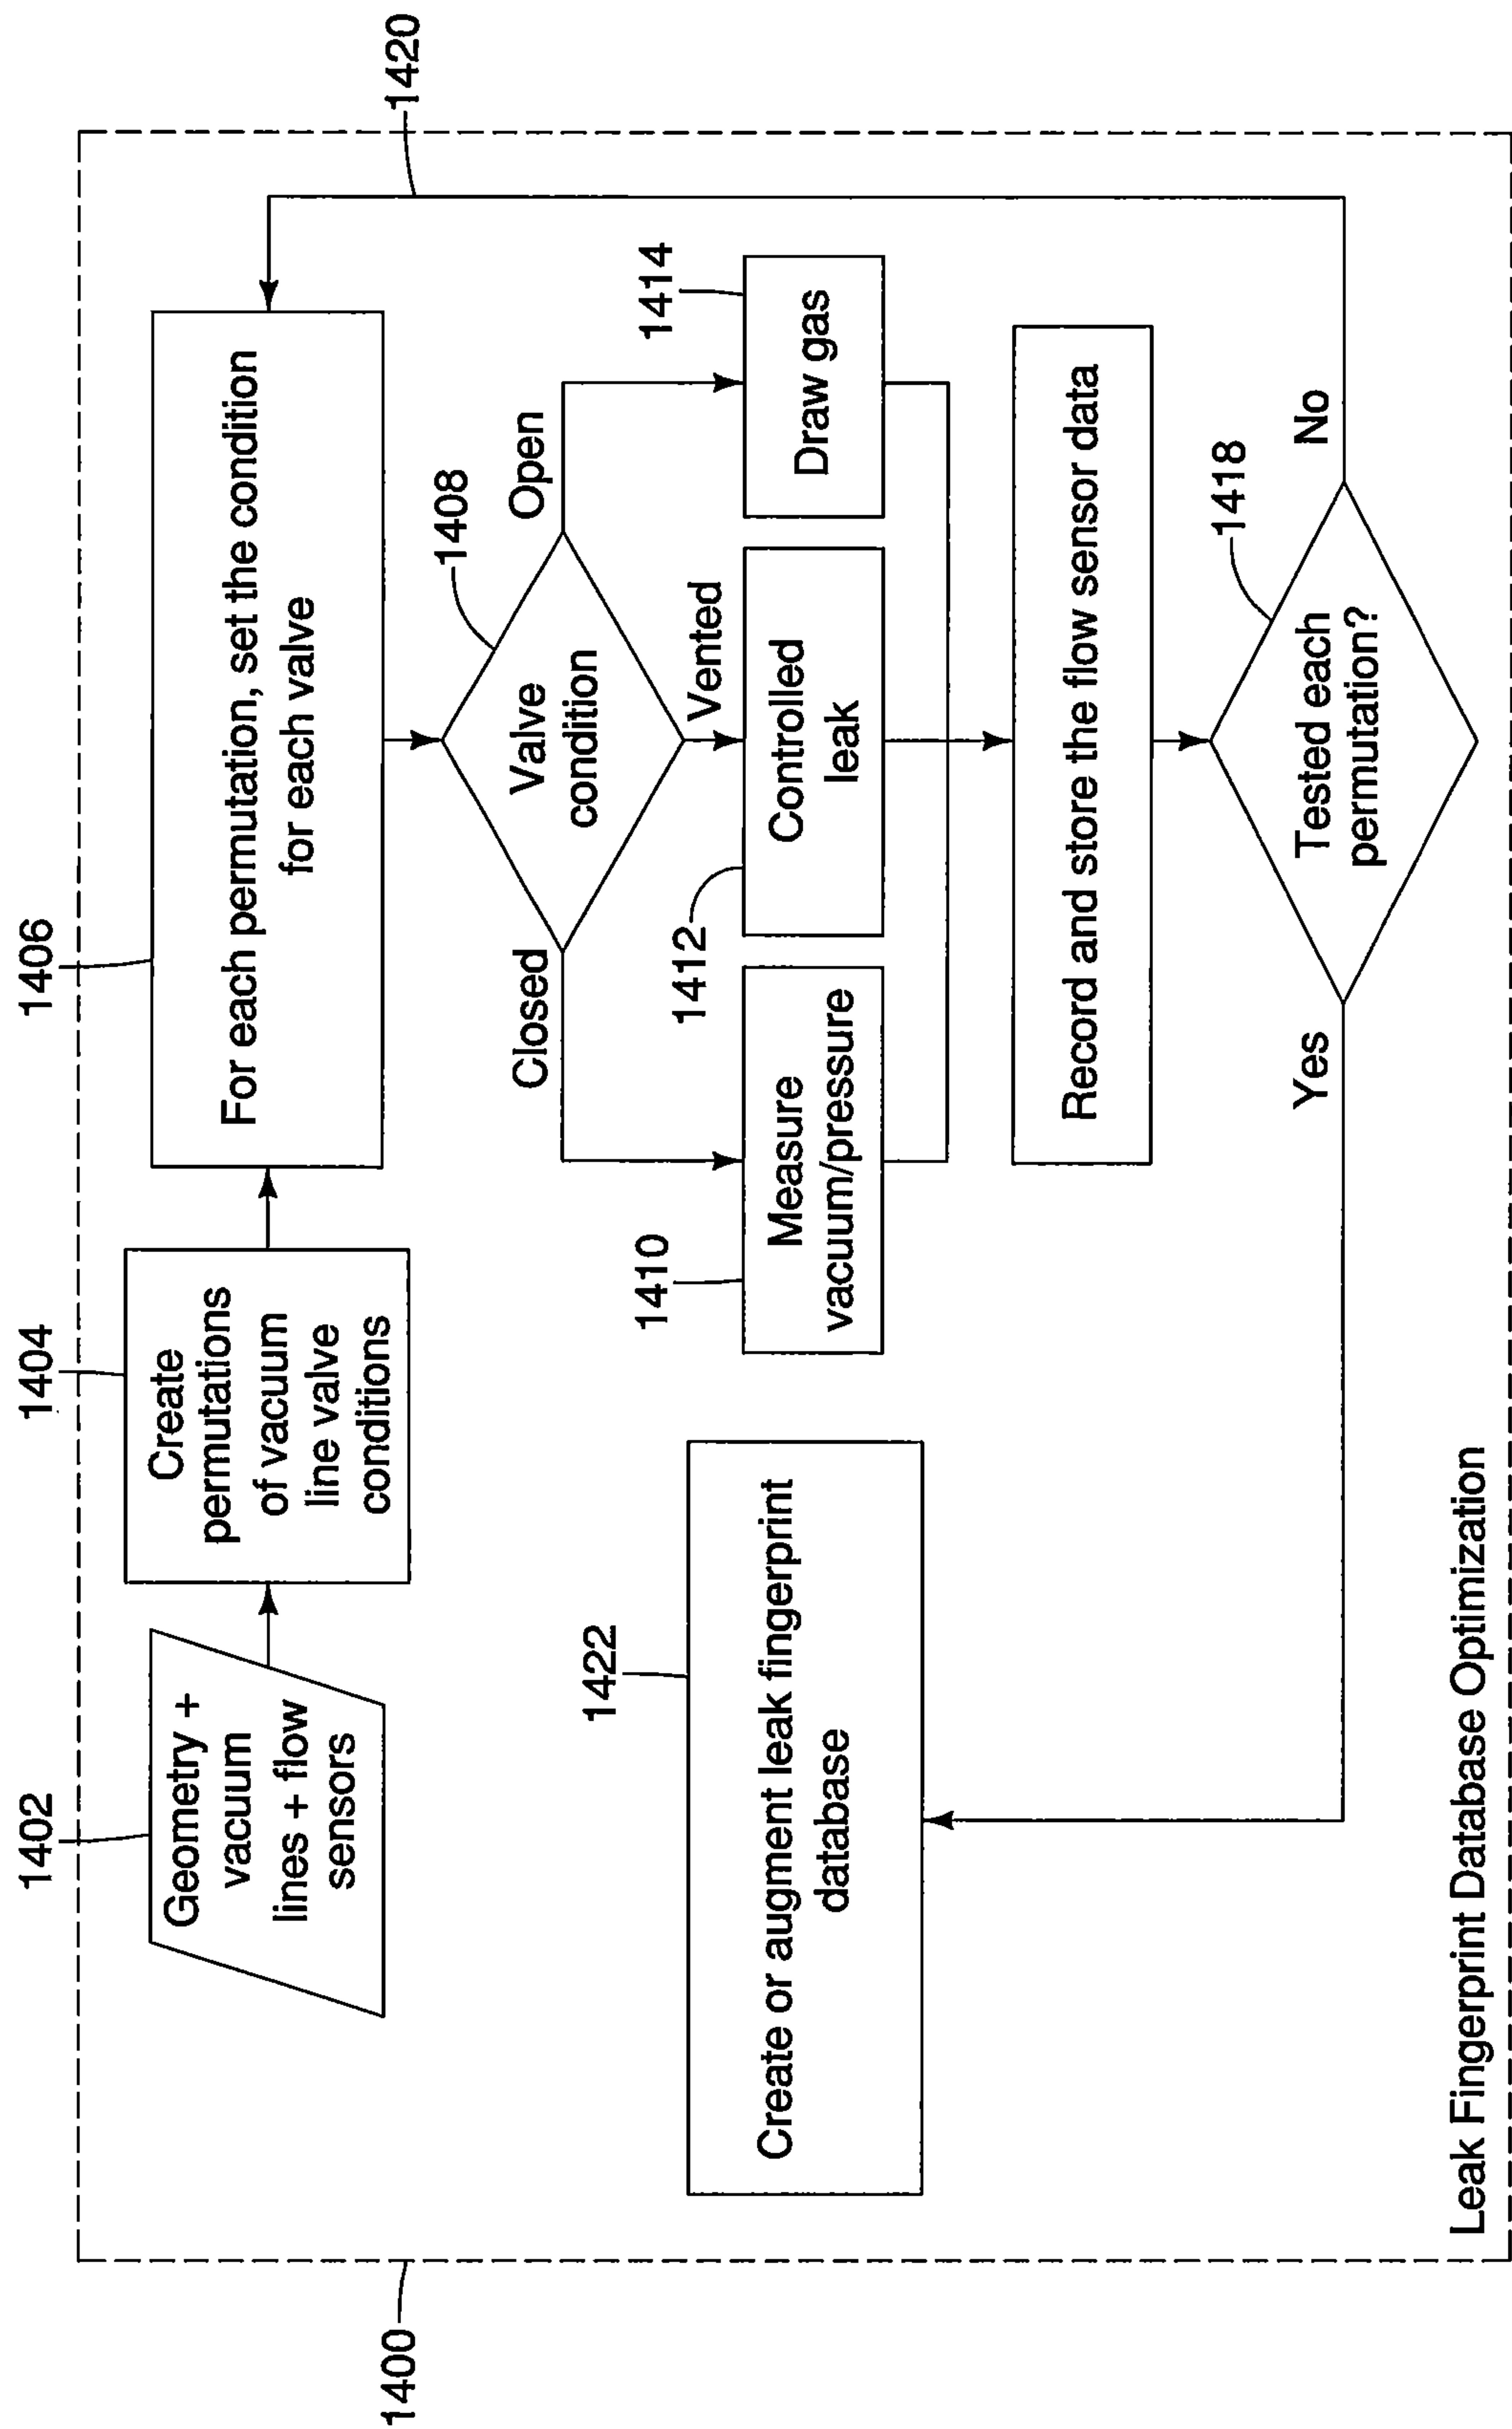 1402
Geometry +
vacuum
lines + flow
sensors
1404
Create
permutations
of vacuum
line valve
conditions
1406
For each permutation, set the condition
for each valve
1420
1408
Valve
condition
Closed
Vented
Open
1410
Measure
vacuum/pressure
1412
Controlled
leak
1414
Draw gas
Record and store the flow sensor data
1418
Tested each
permutation?
Yes
No
1422
Create or augment leak fingerprint
database
1400
Leak Fingerprint Database Optimization